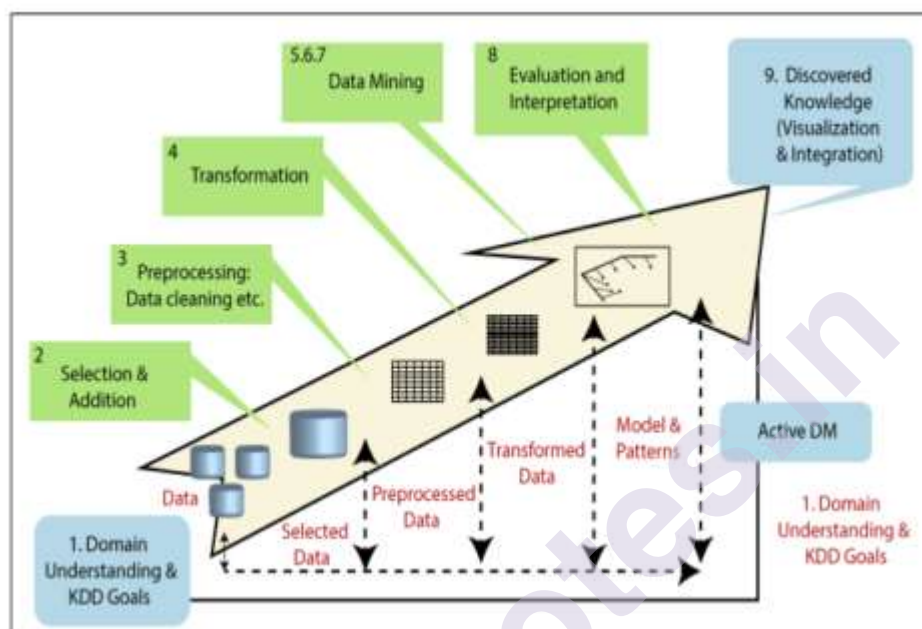 5.6.7
Data Mining
8
Evaluation and
Interpretation
9. Discovered
Knowledge
(Visualization
& Integration)
4
Transformation
3
Preprocessing:
Data cleaning etc.
2
Selection &
Addition
Data
Selected
Data
Preprocessed
Data
Transformed
Data
Model &
Patterns
Active DM
1. Domain
Understanding &
KDD Goals
1. Domain
Understanding &
KDD Goals
otes in